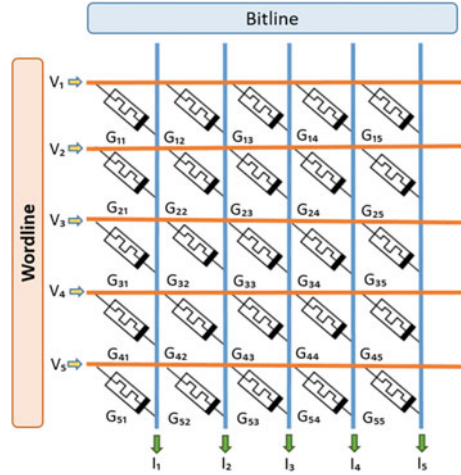 Bitline
Wordline
V₁
G₁₁ G₁₂ G₁₃ G₁₄ G₁₅
V₂
G₂₁ G₂₂ G₂₃ G₂₄ G₂₅
V₃
G₃₁ G₃₂ G₃₃ G₃₄ G₃₅
V₄
G₄₁ G₄₂ G₄₃ G₄₄ G₄₅
V₅
G₅₁ G₅₂ G₅₃ G₅₄ G₅₅
I₁ I₂ I₃ I₄ I₅